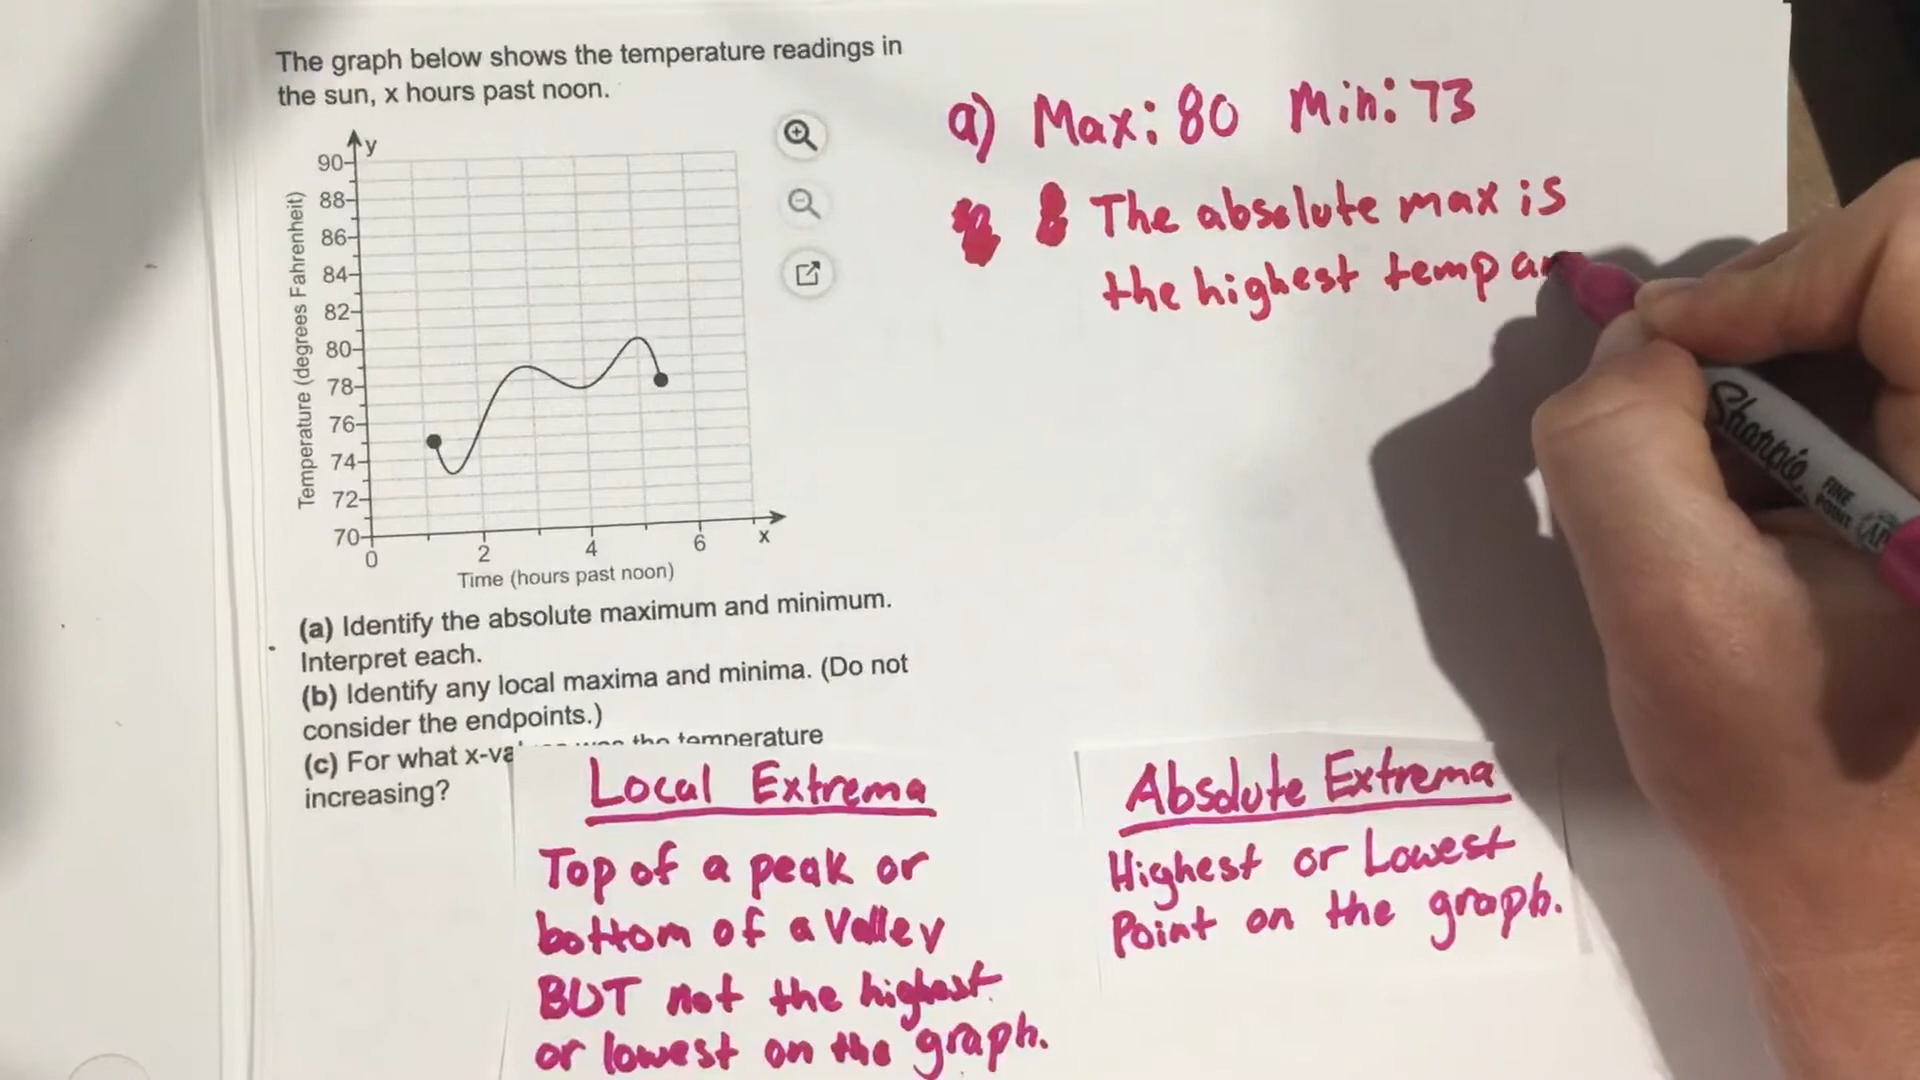 The graph below shows the temperature readings in
the sun, x hours past noon.
y
90
88
86
84
82
80
78
76
74
72
70
0
2
4
6
x
Temperature (degrees Fahrenheit)
Time (hours past noon)
(a) Identify the absolute maximum and minimum.
Interpret each.
(b) Identify any local maxima and minima. (Do not
consider the endpoints.)
(c) For what x-va the temperature
increasing?
a) Max: 80 Min: 73
The absolute max is
the highest temp
Sharpie
FINE
POINT
Local Extrema
Top of a peak or
bottom of a valley
BUT not the highest
or lowest on the graph.
Absolute Extrema
Highest or Lowest
Point on the graph.